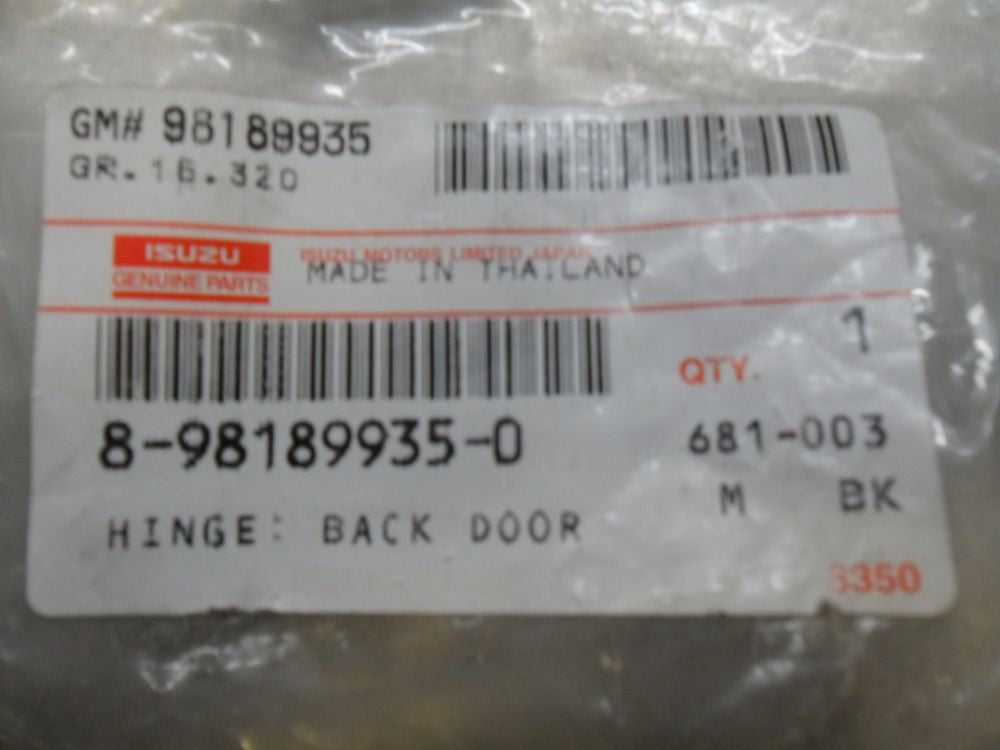 GM# 98189935
GR. 16.320
ISUZU
GENUINE PARTS
ISUZU MOTORS LIMITED JAPAN
MADE IN THAILAND
1
QTY.
8-98189935-0
681-003
M BK
HINGE: BACK DOOR